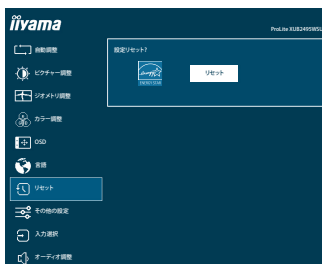 iiyama
ProLite XUB2495WSU
自動調整
設定リセット?
ピクチャー調整
リセット
ENERGY STAR
ジオメトリ調整
カラー調整
OSD
言語
リセット
その他の設定
入力選択
オーディオ調整